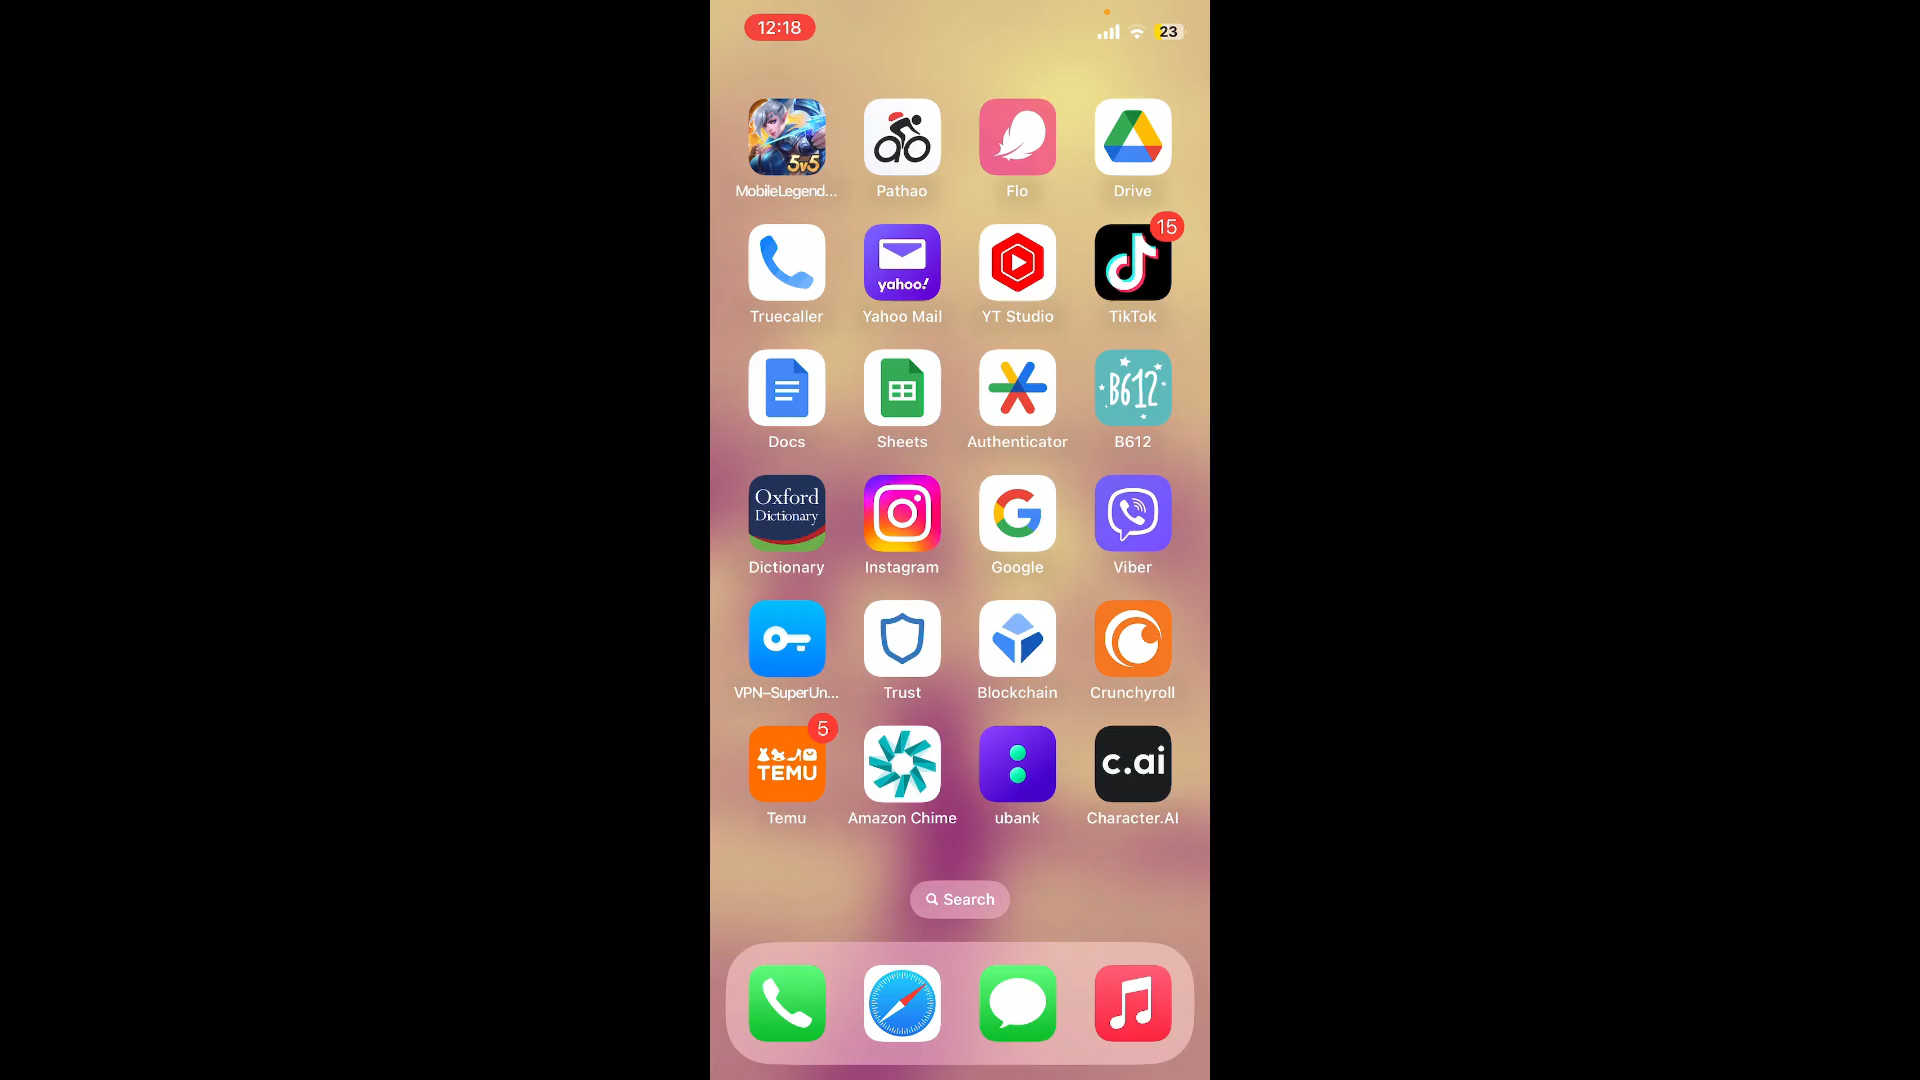 12:18
23
5v5
MobileLegend...
Pathao
Flo
Drive
15
yahoo!
Truecaller
Yahoo Mail
YT Studio
TikTok
B612
Docs
Sheets
Authenticator
B612
Oxford
Dictionary
Dictionary
Instagram
Google
Viber
VPN–SuperUn...
Trust
Blockchain
Crunchyroll
5
TEMU
c.ai
Temu
Amazon Chime
ubank
Character.AI
Search